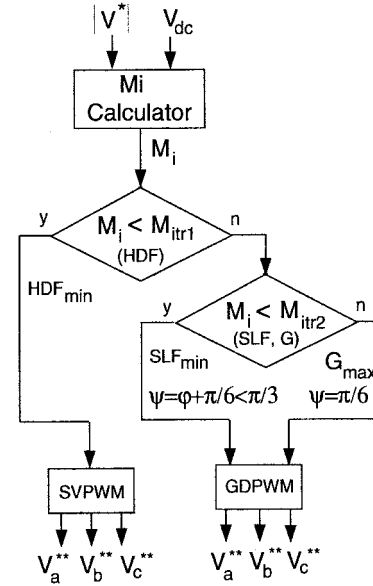 |V*| V_dc
Mi
Calculator
M_i
y M_i < M_itr1 n
(HDF)
HDF_min
y M_i < M_itr2 n
(SLF, G)
SLF_min G_max
ψ=φ+π/6<π/3 ψ=π/6
SVPWM GDPWM
V_a** V_b** V_c** V_a** V_b** V_c**